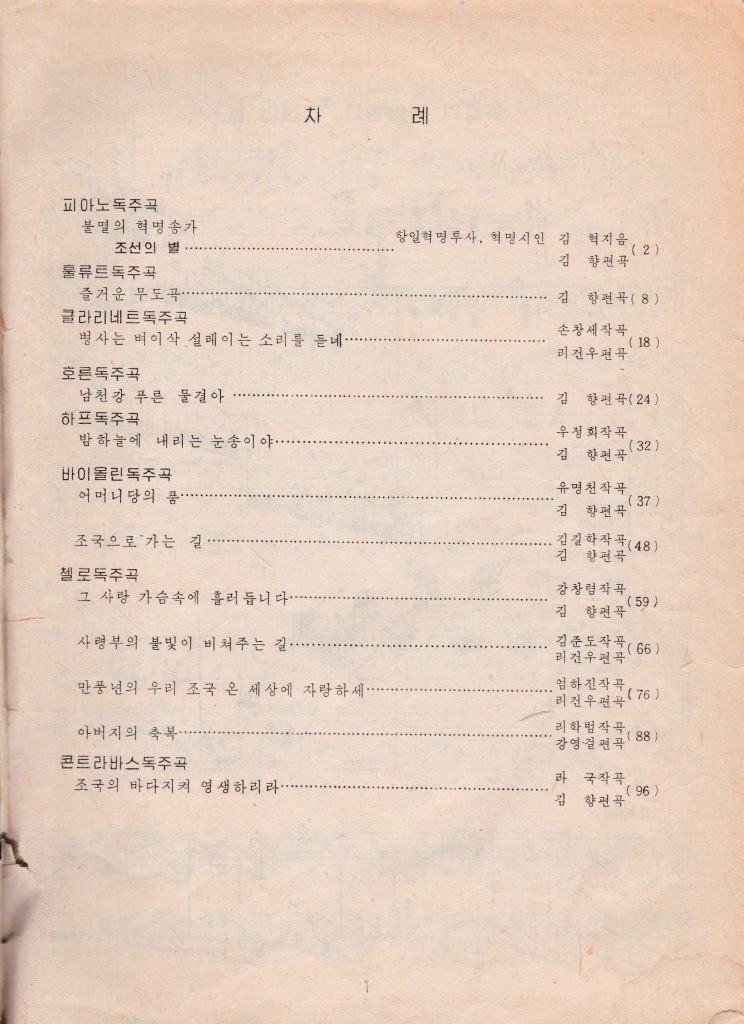 차 례
피아노독주곡
불멸의 혁명송가
조선의 별 항일혁명투사, 혁명시인 김 혁지음
김 향편곡 (2)
훌류트독주곡
즐거운 무도곡 김 향편곡 (8)
클라리네트독주곡
병사는 벼이삭 설레이는 소리를 듣네 손창세작곡
리건우편곡 (18)
호른독주곡
남천강 푸른 물결아 김 향편곡 (24)
하프독주곡
밤하늘에 내리는 눈송이야 우정희작곡
김 향편곡 (32)
바이올린독주곡
어머니당의 품 유명천작곡
김 향편곡 (37)
조국으로 가는 길 김길학작곡
김 향편곡 (48)
첼로독주곡
그 사랑 가슴속에 흘러듭니다 강창렴작곡
김 향편곡 (59)
사령부의 불빛이 비쳐주는 길 김준도작곡
리건우편곡 (66)
만풍년의 우리 조국 온 세상에 자랑하세 엄하진작곡
리건우편곡 (76)
아버지의 축복 리학범작곡
강영걸편곡 (88)
콘트라바스독주곡
조국의 바다지켜 영생하리라 라 국작곡
김 향편곡 (96)
1